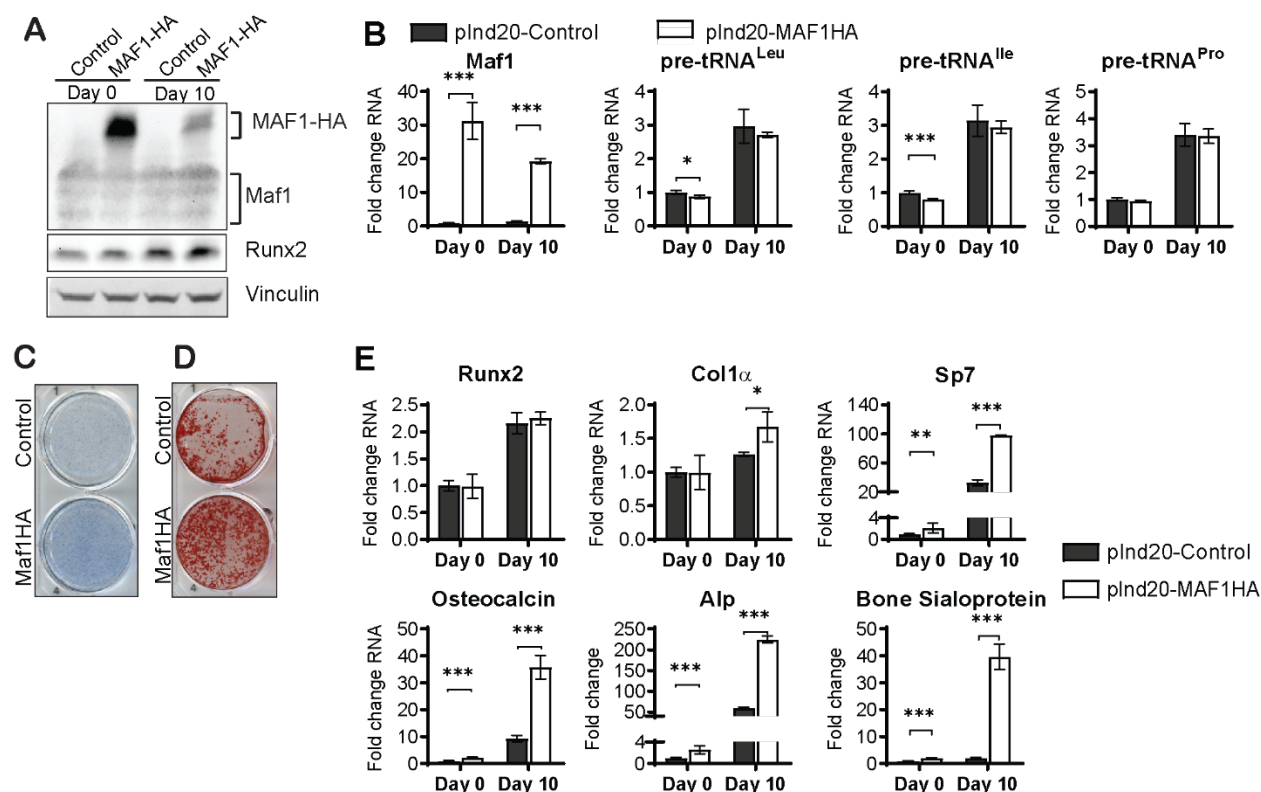 A
Control
MAF1-HA
Control
MAF1-HA
Day 0
Day 10
MAF1-HA
Maf1
Runx2
Vinculin
B
pInd20-Control
pInd20-MAF1HA
Maf1
Fold change RNA
40
30
20
10
0
***
***
Day 0 Day 10
pre-tRNALeu
Fold change RNA
4
3
2
1
0
*
Day 0 Day 10
pre-tRNAIle
Fold change RNA
4
3
2
1
0
***
Day 0 Day 10
pre-tRNAPro
Fold change RNA
5
4
3
2
1
0
Day 0 Day 10
C
Control
Maf1HA
D
Control
Maf1HA
E
Runx2
Fold change RNA
2.5
2.0
1.5
1.0
0.5
0.0
Day 0 Day 10
Col1α
Fold change RNA
2.0
1.5
1.0
0.5
0.0
*
Day 0 Day 10
Sp7
Fold change RNA
140
100
60
20
4
0
**
***
Day 0 Day 10
pInd20-Control
pInd20-MAF1HA
Osteocalcin
Fold change RNA
50
40
30
20
10
0
***
***
Day 0 Day 10
Alp
Fold change
250
200
150
100
50
4
0
***
***
Day 0 Day 10
Bone Sialoprotein
Fold change
50
40
30
20
10
0
***
***
Day 0 Day 10